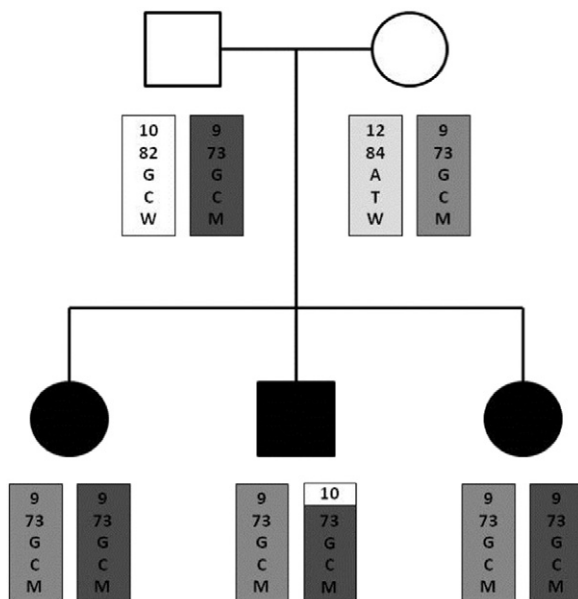 10 9 12 9
82 73 84 73
G G A G
C C T C
W M W M
9 9 9 10 9 9
73 73 73 73 73 73
G G G G G G
C C C C C C
M M M M M M